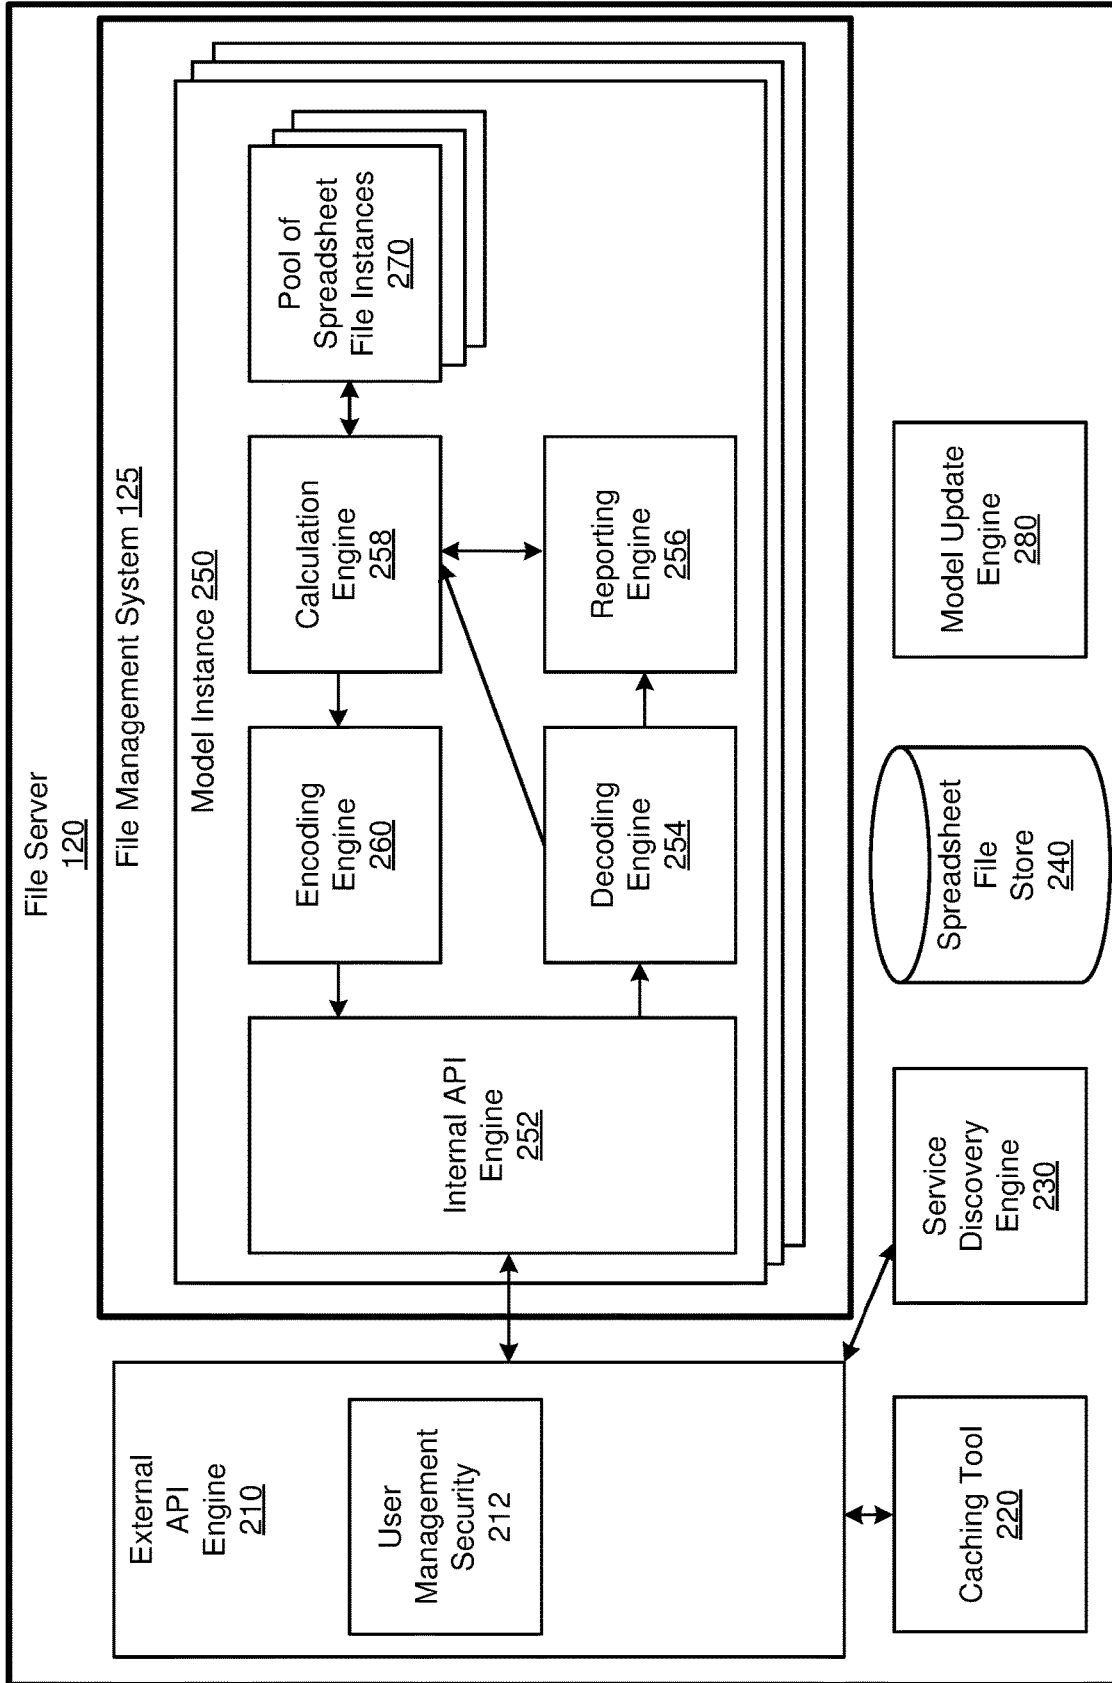 File Server
120
File Management System 125
Model Instance 250
External
API
Engine
210
User
Management
Security
212
Internal API
Engine
252
Encoding
Engine
260
Calculation
Engine
258
Pool of
Spreadsheet
File Instances
270
Decoding
Engine
254
Reporting
Engine
256
Caching Tool
220
Service
Discovery
Engine
230
Spreadsheet
File
Store
240
Model Update
Engine
280